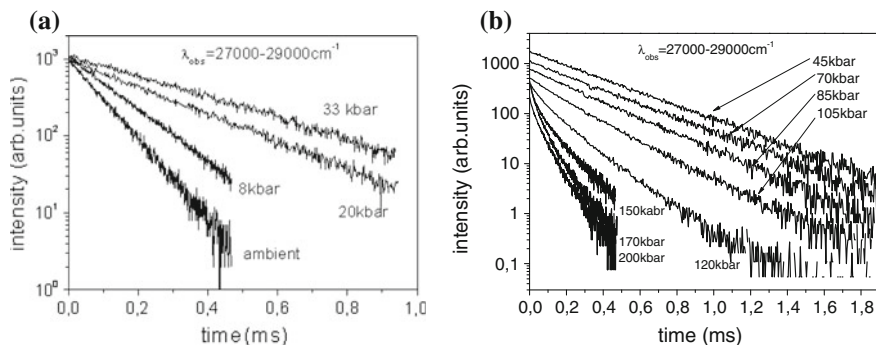 (a)
λobs=27000-29000cm⁻¹
10³
10²
10¹
10⁰
intensity (arb.units)
33 kbar
20kbar
8kbar
ambient
0,0 0,2 0,4 0,6 0,8 1,0
time (ms)
(b)
λobs=27000-29000cm⁻¹
1000
100
10
1
0,1
intensity (arb.units)
45kbar
70kbar
85kbar
105kbar
150kabr
170kbar
200kbar
120kbar
0,0 0,2 0,4 0,6 0,8 1,0 1,2 1,4 1,6 1,8
time (ms)